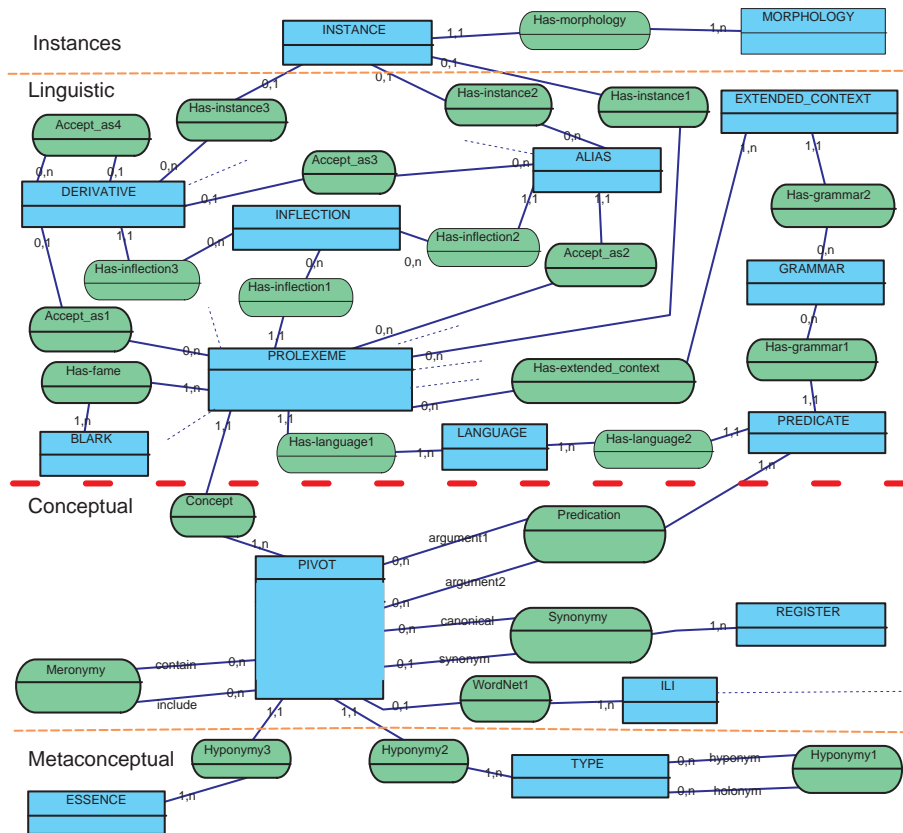 Instances
INSTANCE
1,1
Has-morphology
1,n
MORPHOLOGY
0,1
0,1
0,1
Linguistic
Has-instance3
Has-instance2
Has-instance1
EXTENDED_CONTEXT
Accept_as4
0,n
0,1
0,n
Accept_as3
0,n
0,n
ALIAS
1,n
1,1
DERIVATIVE
0,1
1,1
1,1
Has-grammar2
0,1
1,1
INFLECTION
0,n
0,n
Has-inflection2
0,n
Has-inflection3
0,n
Accept_as2
0,n
GRAMMAR
0,n
Has-inflection1
Accept_as1
1,1
0,n
Has-grammar1
0,n
PROLEXEME
0,n
Has-fame
1,n
Has-extended_context
0,n
1,1
1,n
1,1
1,1
BLARK
Has-language1
1,n
LANGUAGE
1,n
Has-language2
1,1
PREDICATE
1,n
Conceptual
Concept
Predication
1,n
argument1
PIVOT
0,n
argument2
0,n
canonical
Synonymy
REGISTER
0,n
1,n
contain
0,n
0,1
synonym
Meronymy
include
0,n
WordNet1
ILI
0,1
1,n
1,1
1,1
Metaconceptual
Hyponymy3
Hyponymy2
TYPE
0,n
hyponym
Hyponymy1
1,n
0,n
holonym
ESSENCE
1,n